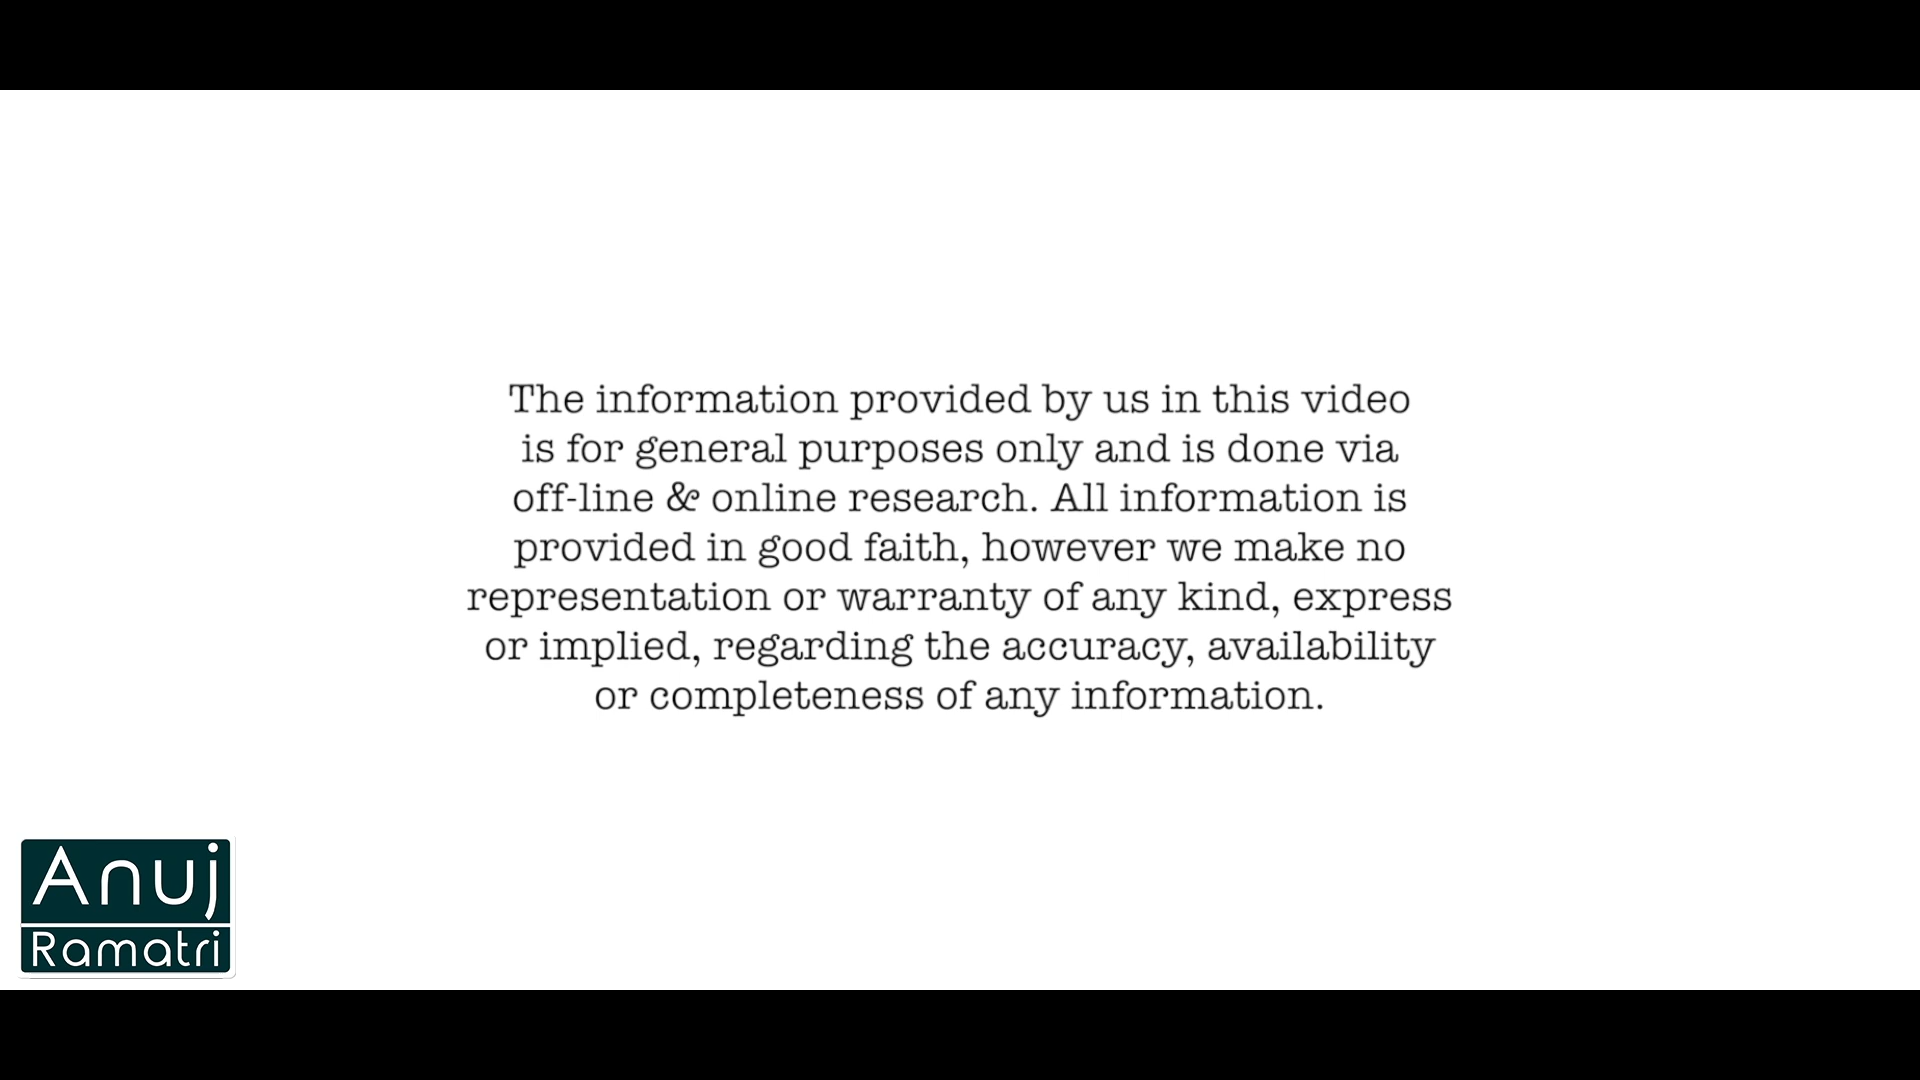 The information provided by us in this video
is for general purposes only and is done via
off-line & online research. All information is
provided in good faith, however we make no
representation or warranty of any kind, express
or implied, regarding the accuracy, availability
or completeness of any information.
Anuj
Ramatri